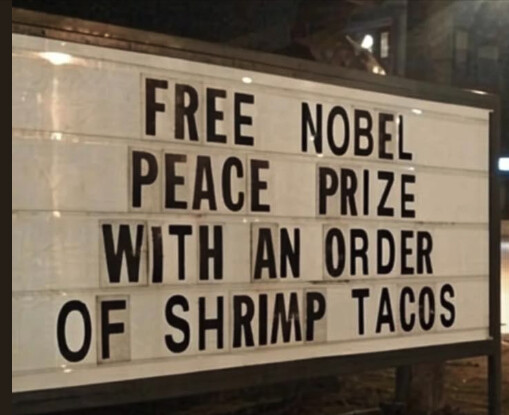 FREE NOBEL
PEACE PRIZE
WITH AN ORDER
OF SHRIMP TACOS